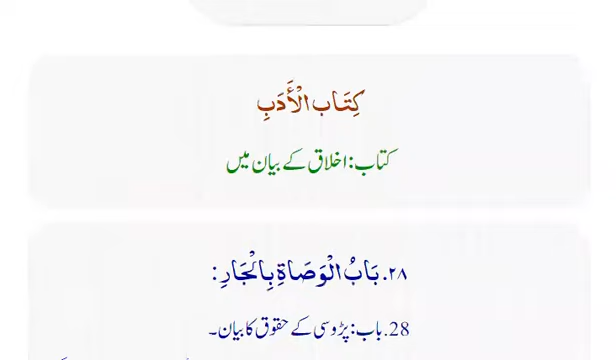 كِتَاب الْأَدَبِ
کتاب: اخلاق کے بیان میں
٢٨. بَابُ الْوَصَاةِ بِالْجَارِ:
28. باب: پڑوسی کے حقوق کا بیان۔